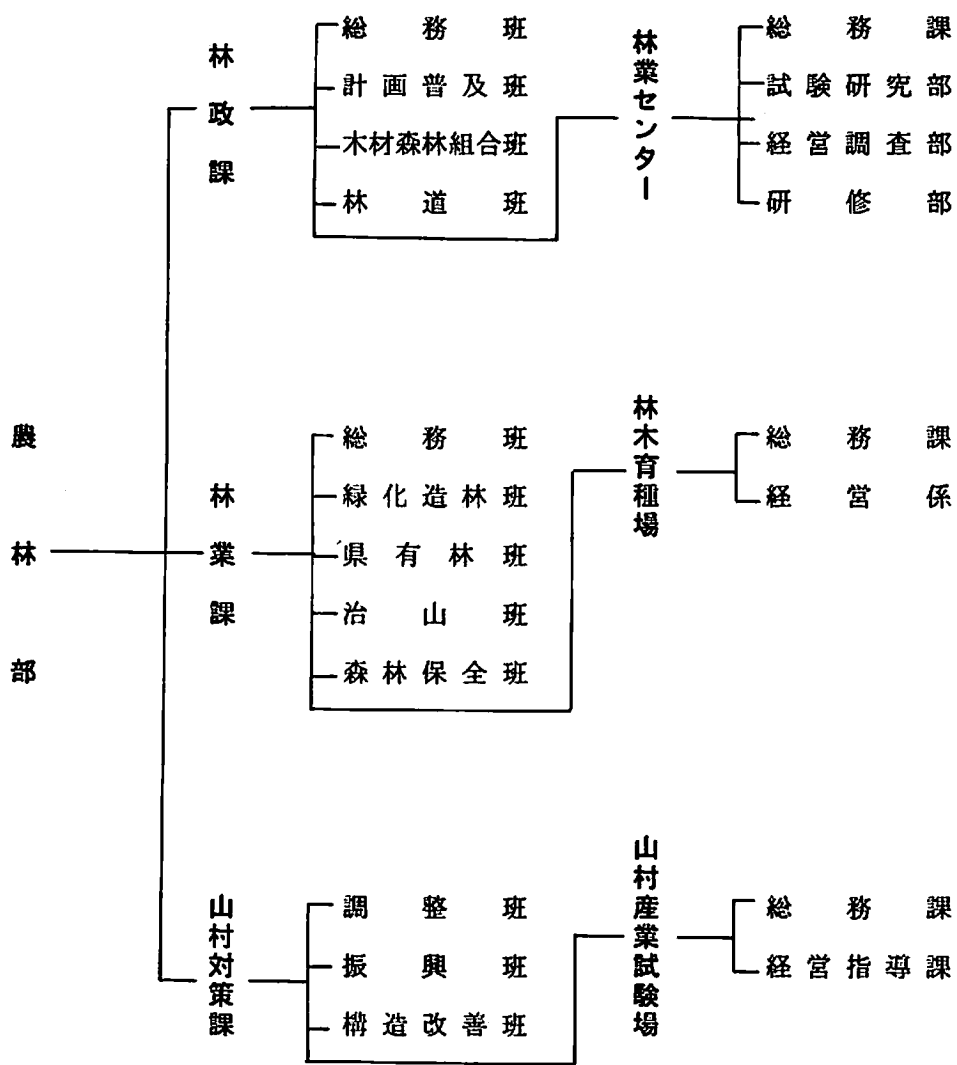 農林部
林政課
総務班
計画普及班
木材森林組合班
林道班
林業センター
総務課
試験研究部
経営調査部
研修部
林業課
総務班
緑化造林班
県有林班
治山班
森林保全班
林木育種場
総務課
経営係
山村対策課
調整班
振興班
構造改善班
山村産業試験場
総務課
経営指導課